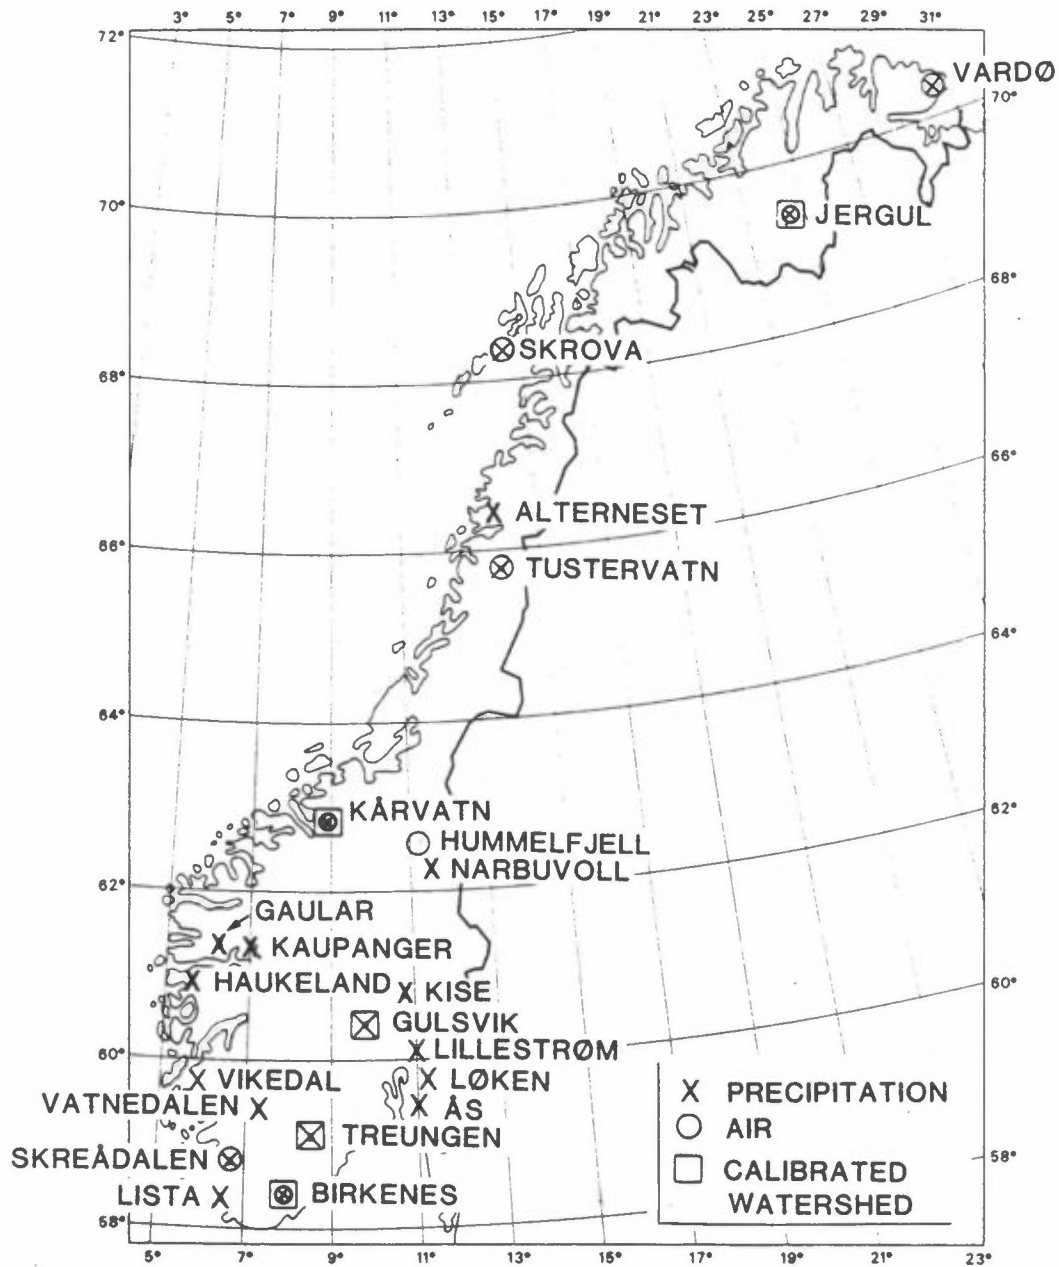 3° 5° 7° 9° 11° 13° 15° 17° 19° 21° 23° 25° 26° 27° 29° 31°
72°
VARDØ
70°
70°
JERGUL
68°
SKROVA
68°
66°
ALTERNESET
66°
TUSTERVATN
64°
64°
62°
KÅRVATN
HUMMELFJELL
NARBUVOLL
62°
GAULAR
KAUPANGER
HAUKELAND
60°
KISE
GULSVIK
LILLESTRØM
60°
VIKEDAL
LØKEN
VATNEDALEN
ÅS
TREUNGEN
SKREÅDALEN
58°
LISTA
BIRKENES
58°
X PRECIPITATION
AIR
CALIBRATED
WATERSHED
5° 7° 9° 11° 13° 15° 17° 19° 21° 23°